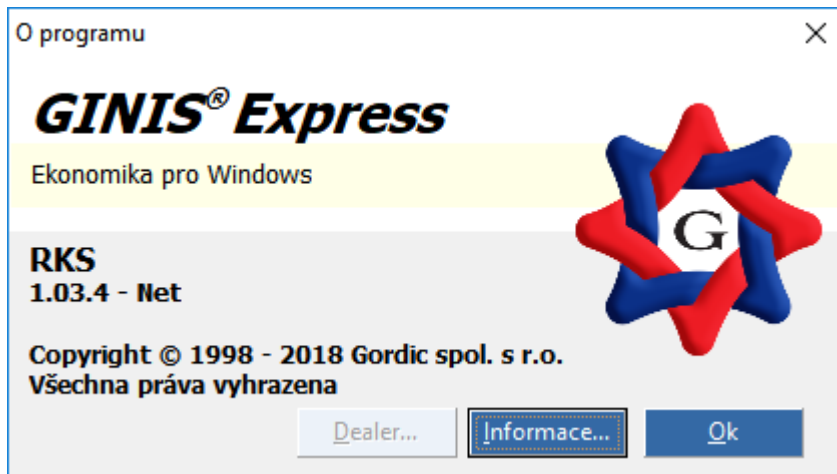 O programu
GINIS® Express
Ekonomika pro Windows
G
RKS
1.03.4 - Net
Copyright © 1998 - 2018 Gordic spol. s r.o.
Všechna práva vyhrazena
Dealer...
Informace...
Ok